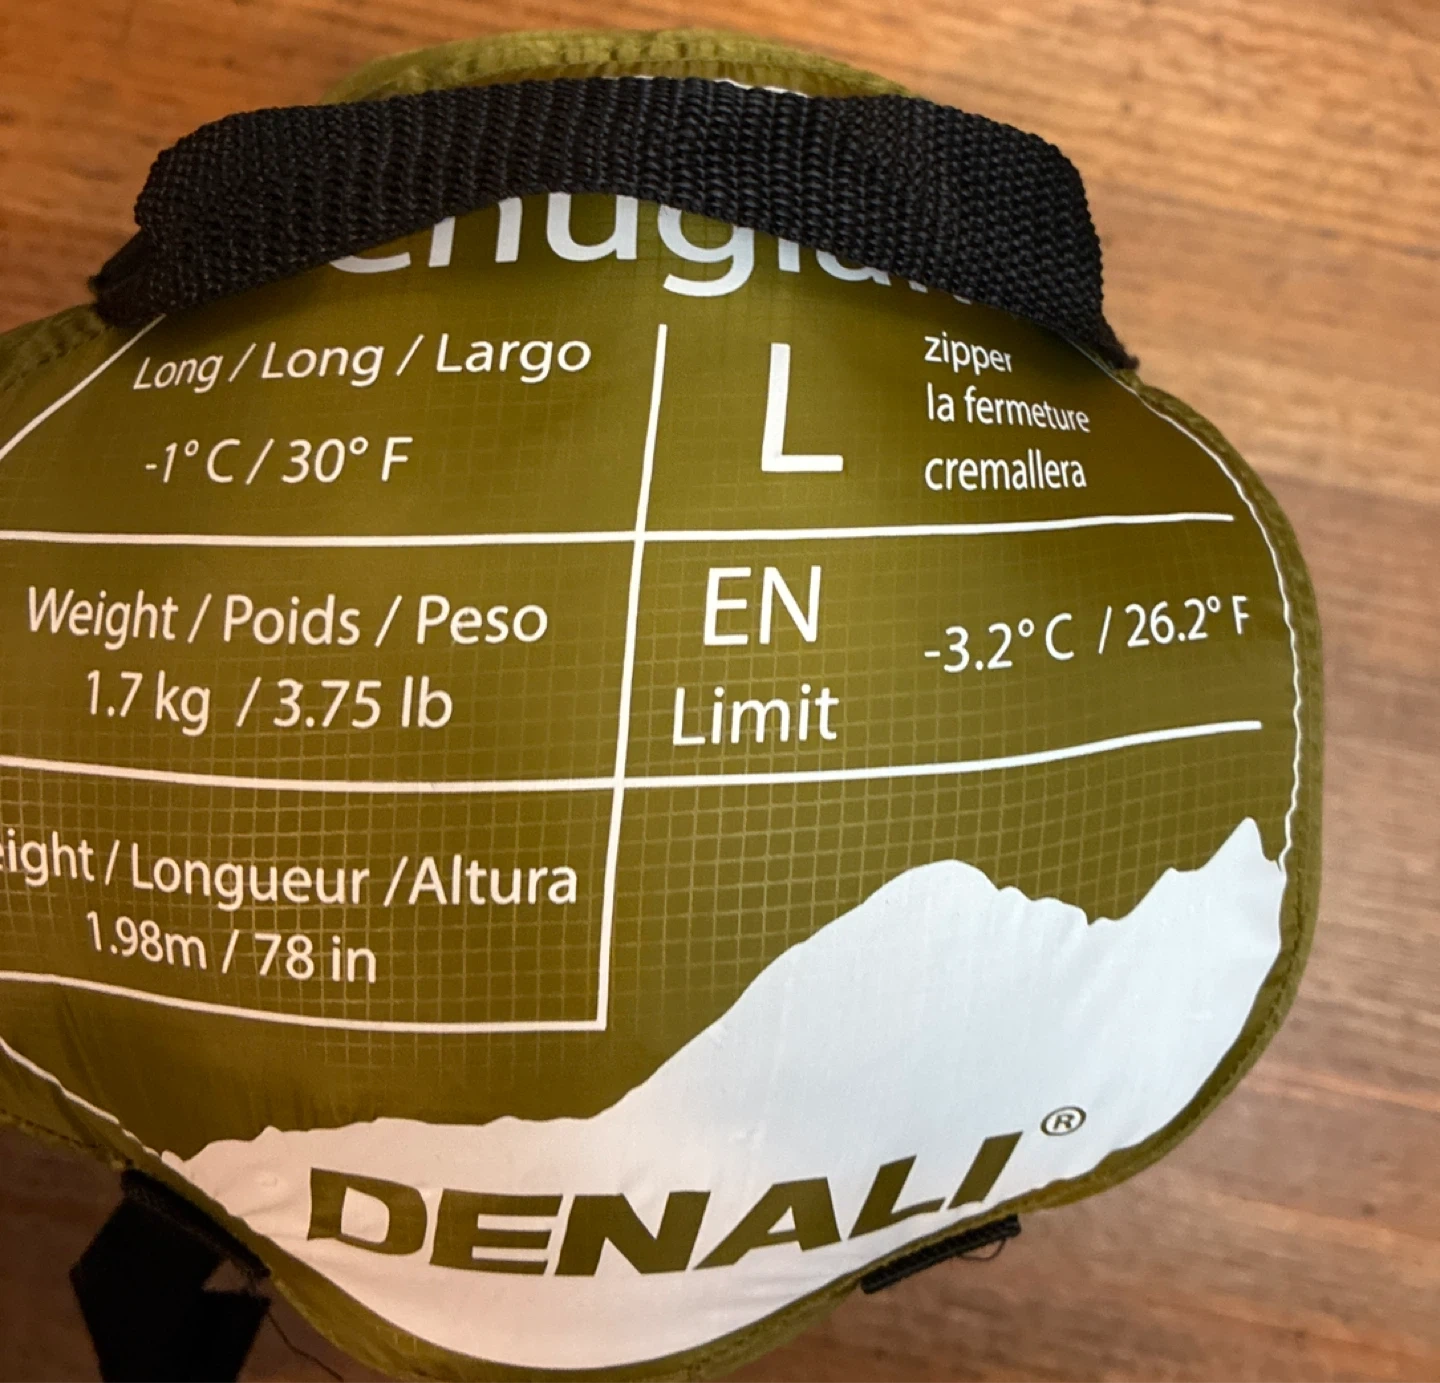 Long / Long / Largo
-1° C / 30° F
L
zipper
la fermeture
cremallera
Weight / Poids / Peso
1.7 kg / 3.75 lb
EN
Limit
-3.2° C / 26.2° F
/ Longueur / Altura
1.98m / 78 in
DENALI®